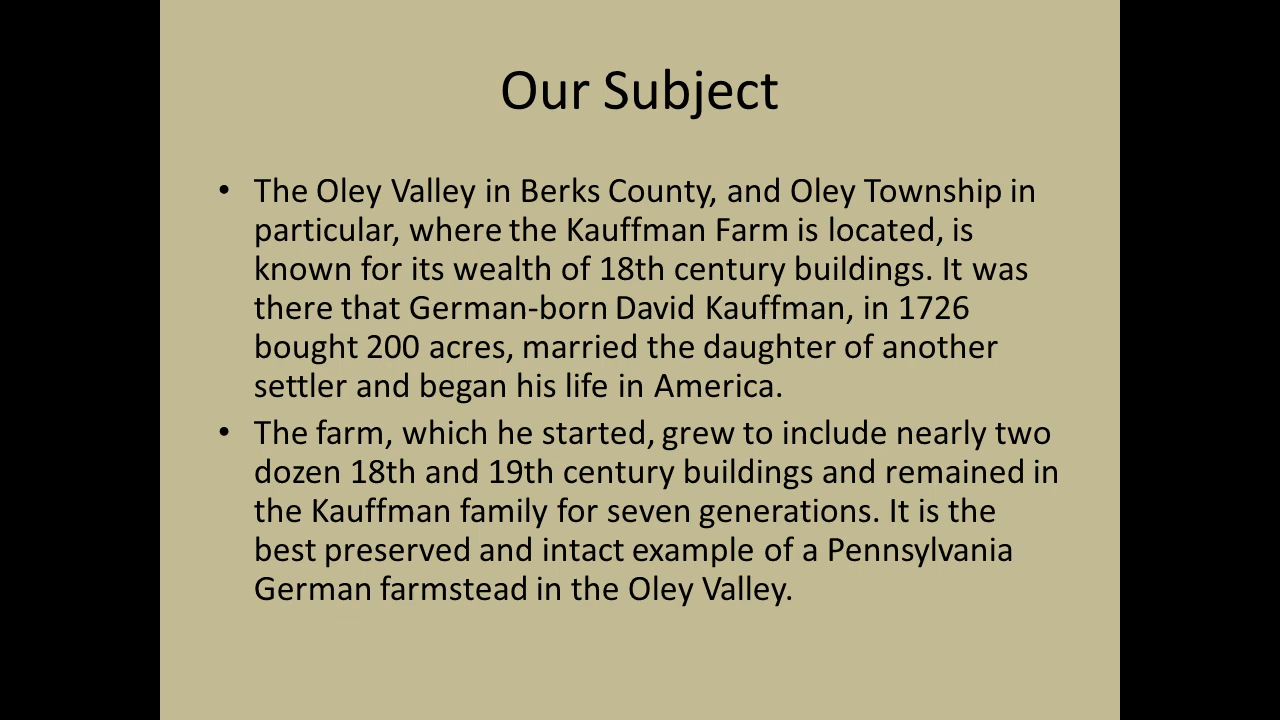 Our Subject
• The Oley Valley in Berks County, and Oley Township in
particular, where the Kauffman Farm is located, is
known for its wealth of 18th century buildings. It was
there that German-born David Kauffman, in 1726
bought 200 acres, married the daughter of another
settler and began his life in America.
• The farm, which he started, grew to include nearly two
dozen 18th and 19th century buildings and remained in
the Kauffman family for seven generations. It is the
best preserved and intact example of a Pennsylvania
German farmstead in the Oley Valley.